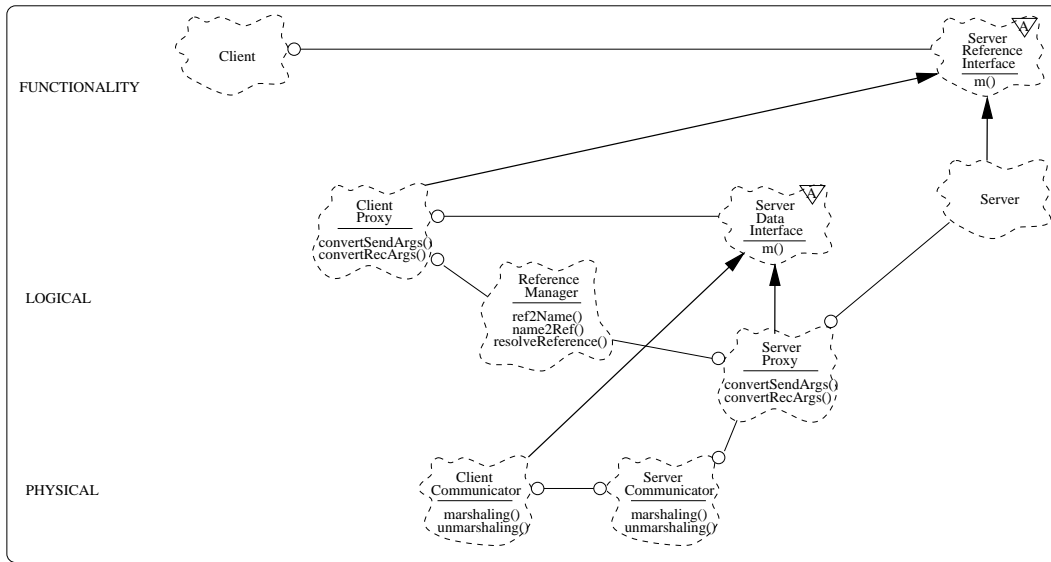 FUNCTIONALITY
Client
A
Server
Reference
Interface
m()
Client
Proxy
convertSendArgs()
convertRecArgs()
A
Server
Data
Interface
m()
Server
LOGICAL
Reference
Manager
ref2Name()
name2Ref()
resolveReference()
Server
Proxy
convertSendArgs()
convertRecArgs()
PHYSICAL
Client
Communicator
marshaling()
unmarshaling()
Server
Communicator
marshaling()
unmarshaling()